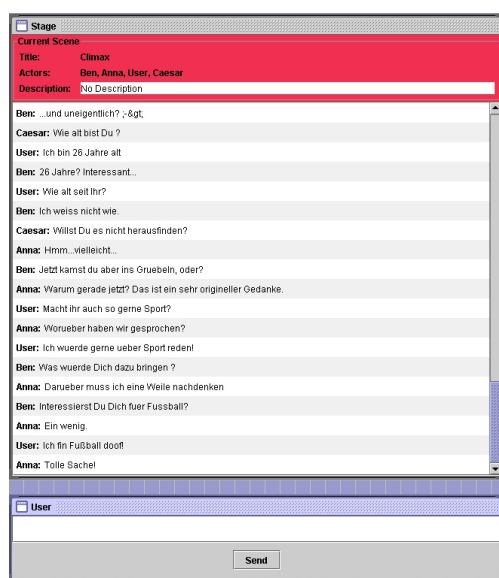 Stage
Current Scene
Title: Climax
Actors: Ben, Anna, User, Caesar
Description: No Description
Ben: ...und uneigentlich? ;-&gt;
Caesar: Wie alt bist Du ?
User: Ich bin 26 Jahre alt
Ben: 26 Jahre? Interessant...
User: Wie alt seit Ihr?
Ben: Ich weiss nicht wie.
Caesar: Willst Du es nicht herausfinden?
Anna: Hmm...vielleicht...
Ben: Jetzt kamst du aber ins Gruebeln, oder?
Anna: Warum gerade jetzt? Das ist ein sehr origineller Gedanke.
User: Macht ihr auch so gerne Sport?
Anna: Worueber haben wir gesprochen?
User: Ich wuerde gerne ueber Sport reden!
Ben: Was wuerde Dich dazu bringen ?
Anna: Darueber muss ich eine Weile nachdenken
Ben: Interessierst Du Dich fuer Fussball?
Anna: Ein wenig.
User: Ich fin Fußball doof!
Anna: Tolle Sache!
User
Send